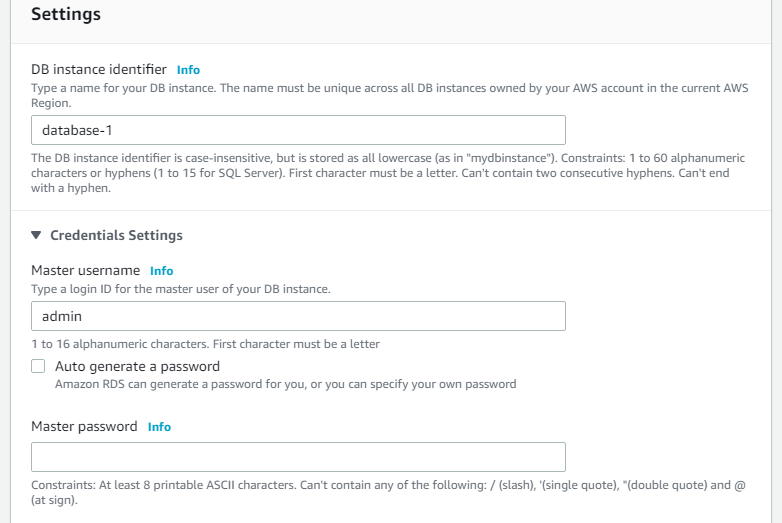 Settings
DB instance identifier Info
Type a name for your DB instance. The name must be unique across all DB instances owned by your AWS account in the current AWS
Region.
database-1
The DB instance identifier is case-insensitive, but is stored as all lowercase (as in "mydbinstance"). Constraints: 1 to 60 alphanumeric
characters or hyphens (1 to 15 for SQL Server). First character must be a letter. Can't contain two consecutive hyphens. Can't end
with a hyphen.
Credentials Settings
Master username Info
Type a login ID for the master user of your DB instance.
admin
1 to 16 alphanumeric characters. First character must be a letter
Auto generate a password
Amazon RDS can generate a password for you, or you can specify your own password
Master password Info
Constraints: At least 8 printable ASCII characters. Can't contain any of the following: / (slash), '(single quote), "(double quote) and @
(at sign).